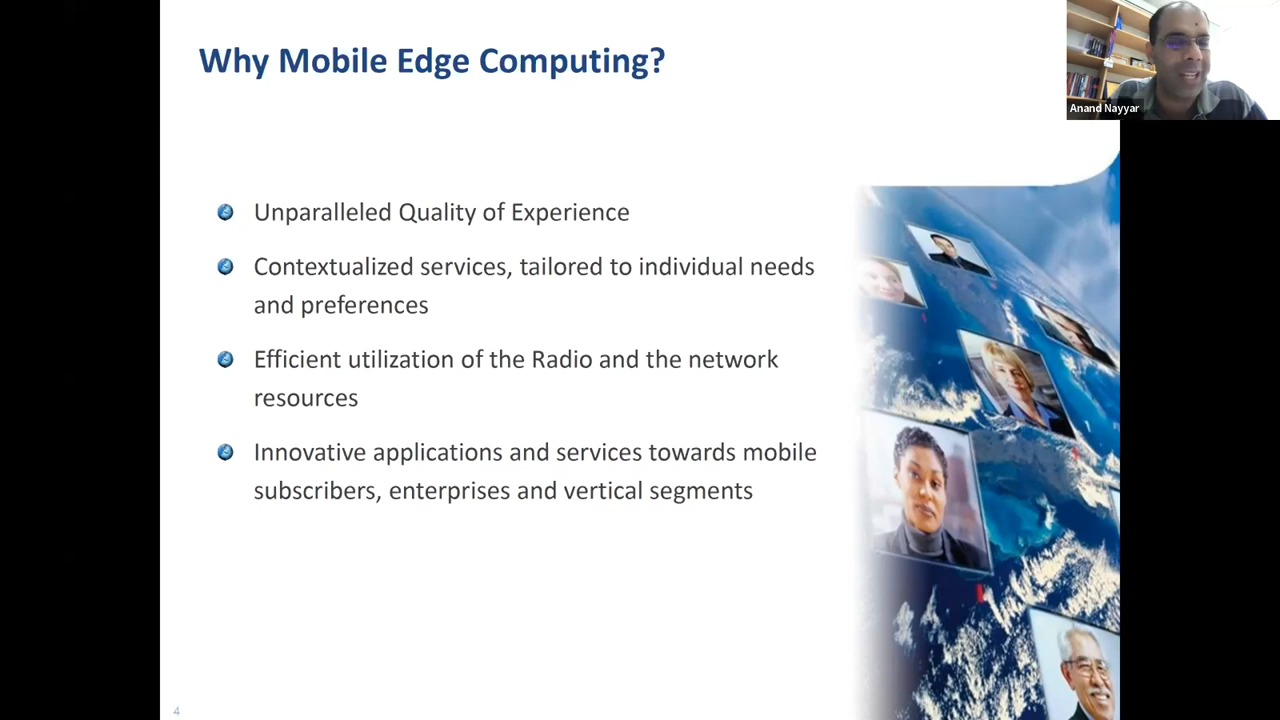 Why Mobile Edge Computing?
Anand Nayyar
Unparalleled Quality of Experience
Contextualized services, tailored to individual needs
and preferences
Efficient utilization of the Radio and the network
resources
Innovative applications and services towards mobile
subscribers, enterprises and vertical segments
4